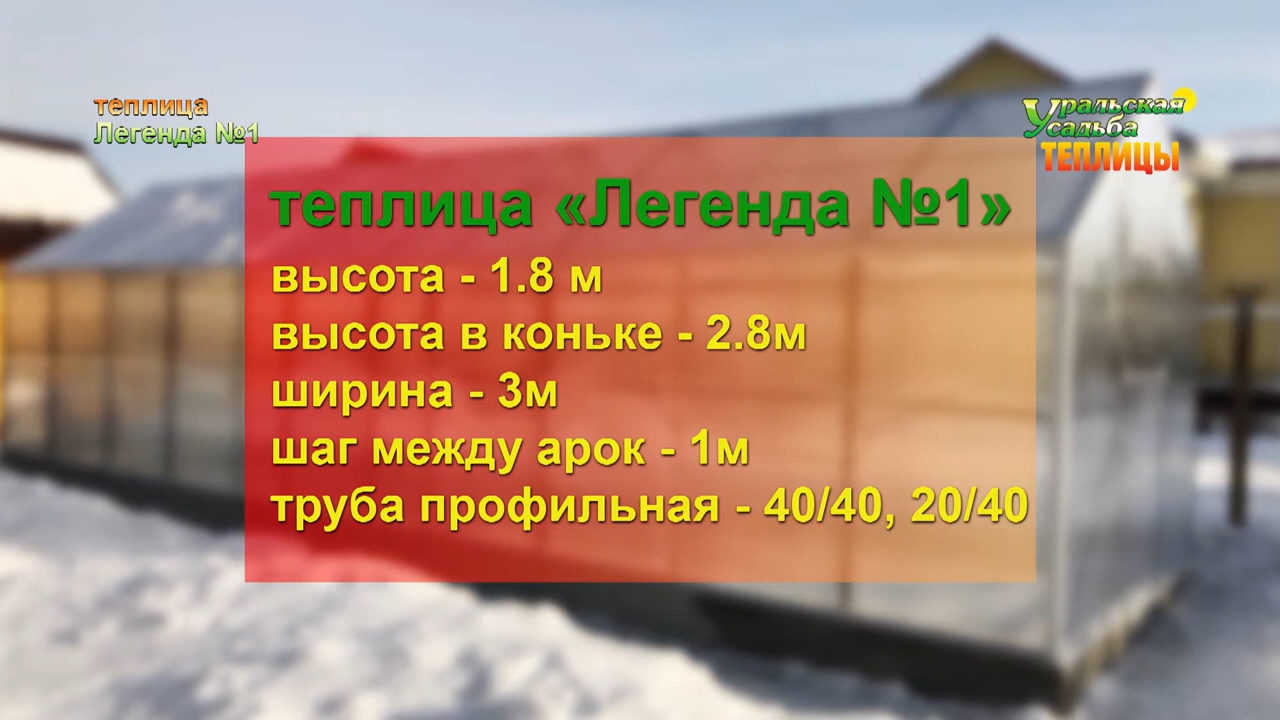 теплица
Легенда №1
Уральская
Усадьба
ТЕПЛИЦЫ
теплица «Легенда №1»
высота - 1.8 м
высота в коньке - 2.8м
ширина - 3м
шаг между арок - 1м
труба профильная - 40/40, 20/40